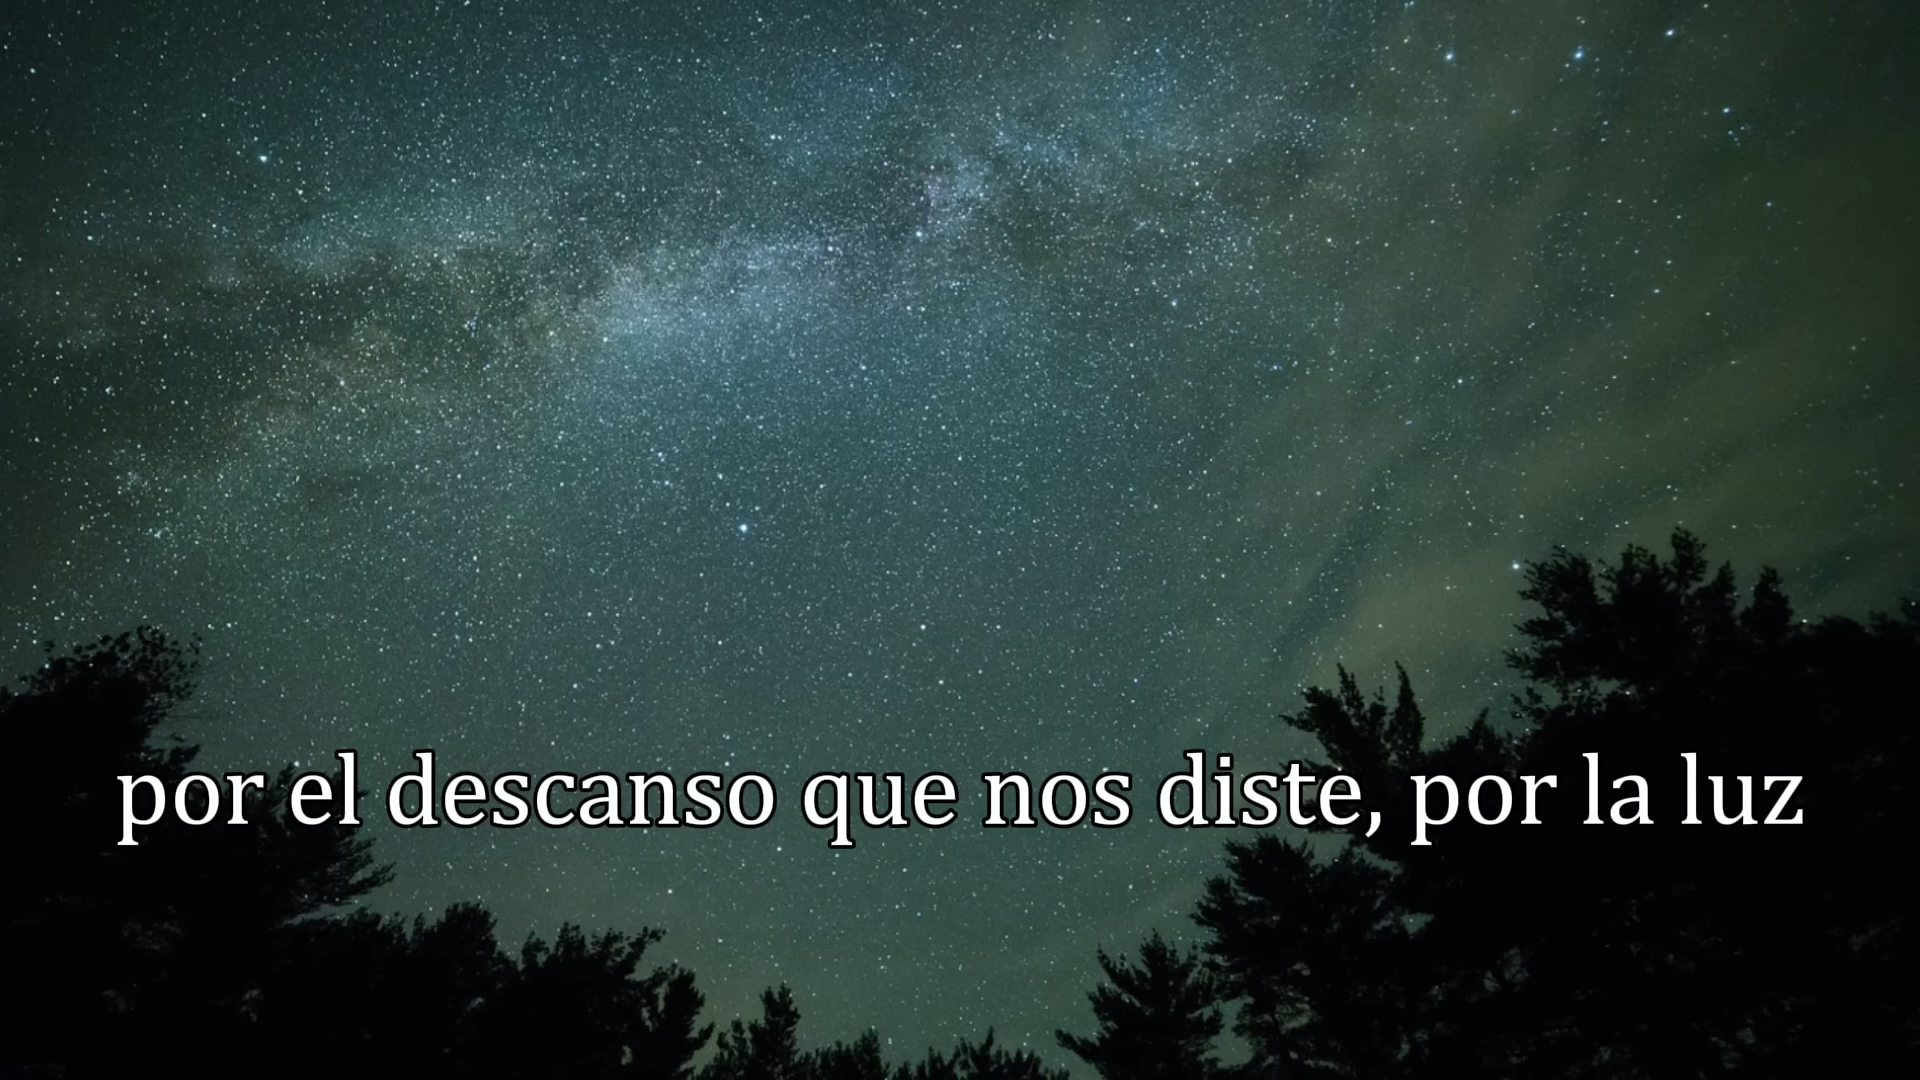 por el descanso que nos diste, por la luz